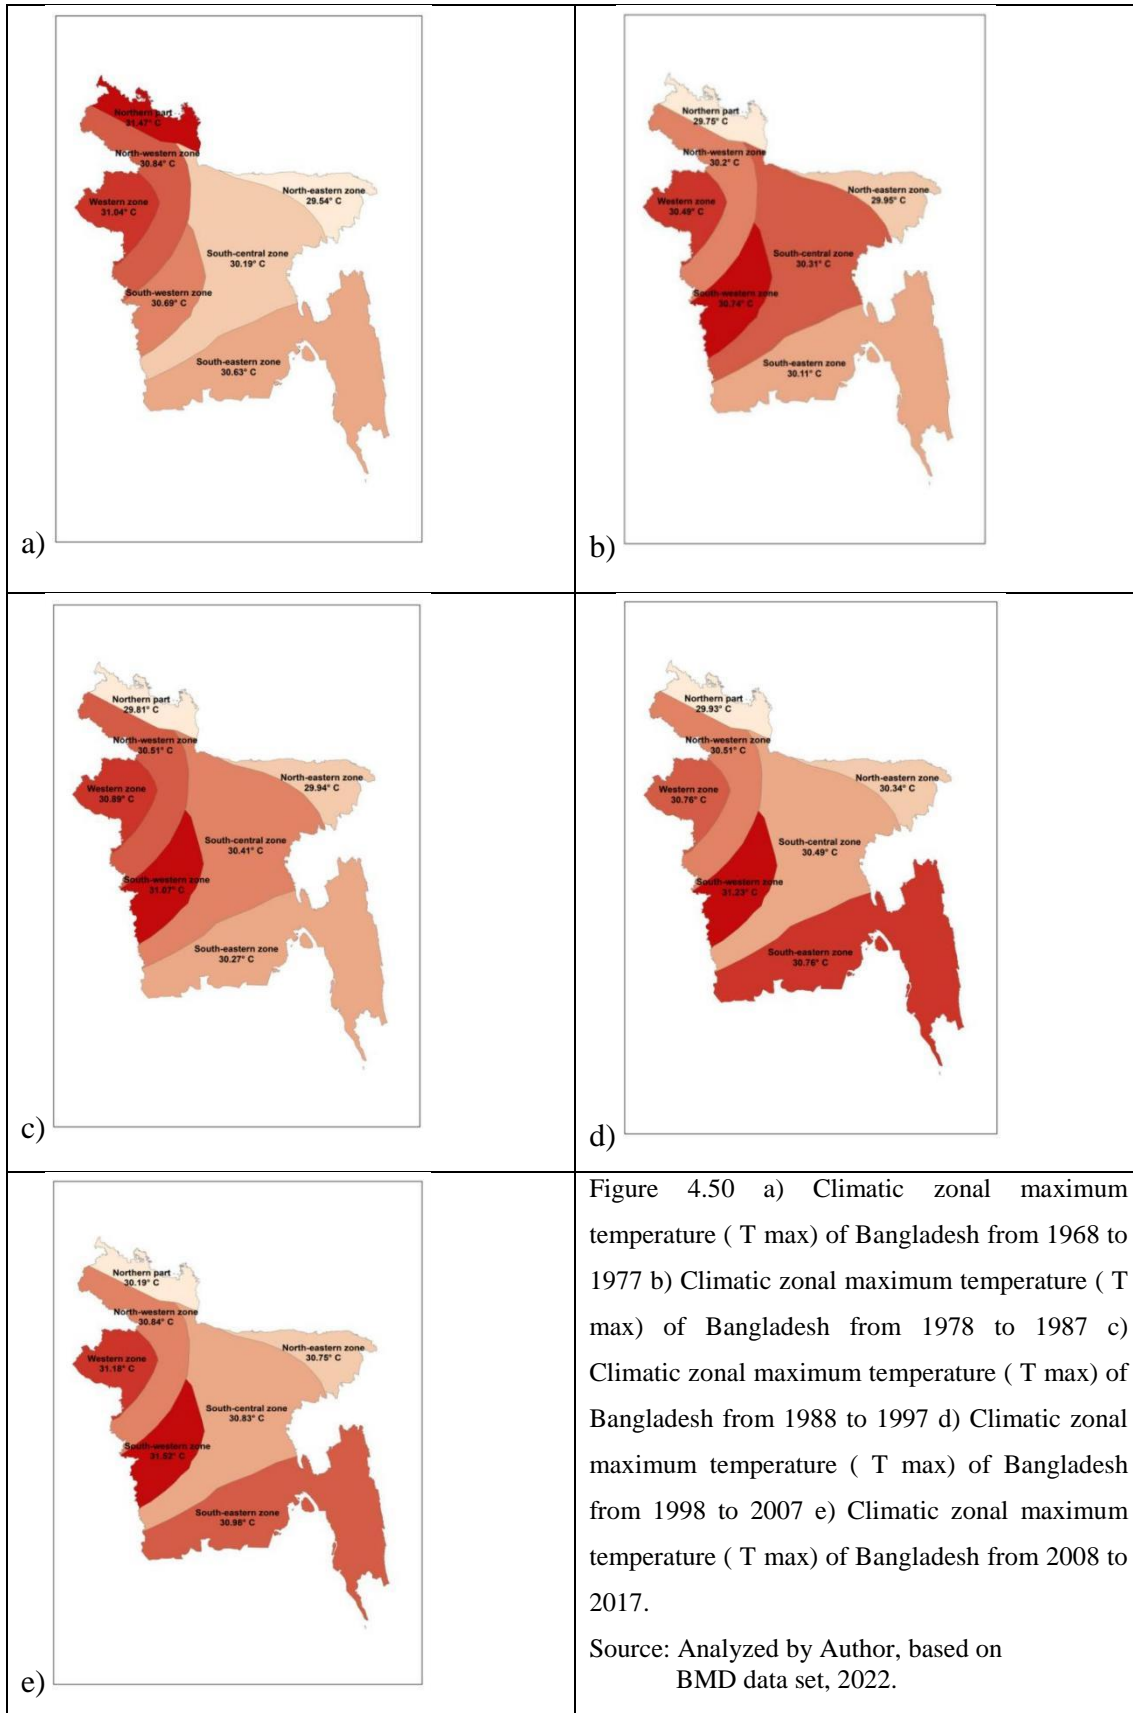 Northern part
31.47° C
North-western zone
30.84° C
Western zone
31.04° C
North-eastern zone
29.54° C
South-central zone
30.19° C
South-western zone
30.69° C
South-eastern zone
30.63° C
a)
Northern part
29.75° C
North-western zone
30.2° C
Western zone
30.49° C
North-eastern zone
29.95° C
South-central zone
30.31° C
South-western zone
30.74° C
South-eastern zone
30.11° C
b)
Northern part
29.81° C
North-western zone
30.51° C
Western zone
30.89° C
North-eastern zone
29.94° C
South-central zone
30.41° C
South-western zone
31.07° C
South-eastern zone
30.27° C
c)
Northern part
29.93° C
North-western zone
30.51° C
Western zone
30.76° C
North-eastern zone
30.34° C
South-central zone
30.49° C
South-western zone
31.23° C
South-eastern zone
30.76° C
d)
Northern part
30.19° C
North-western zone
30.84° C
Western zone
31.18° C
North-eastern zone
30.75° C
South-central zone
30.83° C
South-western zone
South-eastern zone
30.98° C
e)
Figure 4.50 a) Climatic zonal maximum
temperature ( T max) of Bangladesh from 1968 to
1977 b) Climatic zonal maximum temperature ( T
max) of Bangladesh from 1978 to 1987 c)
Climatic zonal maximum temperature ( T max) of
Bangladesh from 1988 to 1997 d) Climatic zonal
maximum temperature ( T max) of Bangladesh
from 1998 to 2007 e) Climatic zonal maximum
temperature ( T max) of Bangladesh from 2008 to
2017.
Source: Analyzed by Author, based on
BMD data set, 2022.